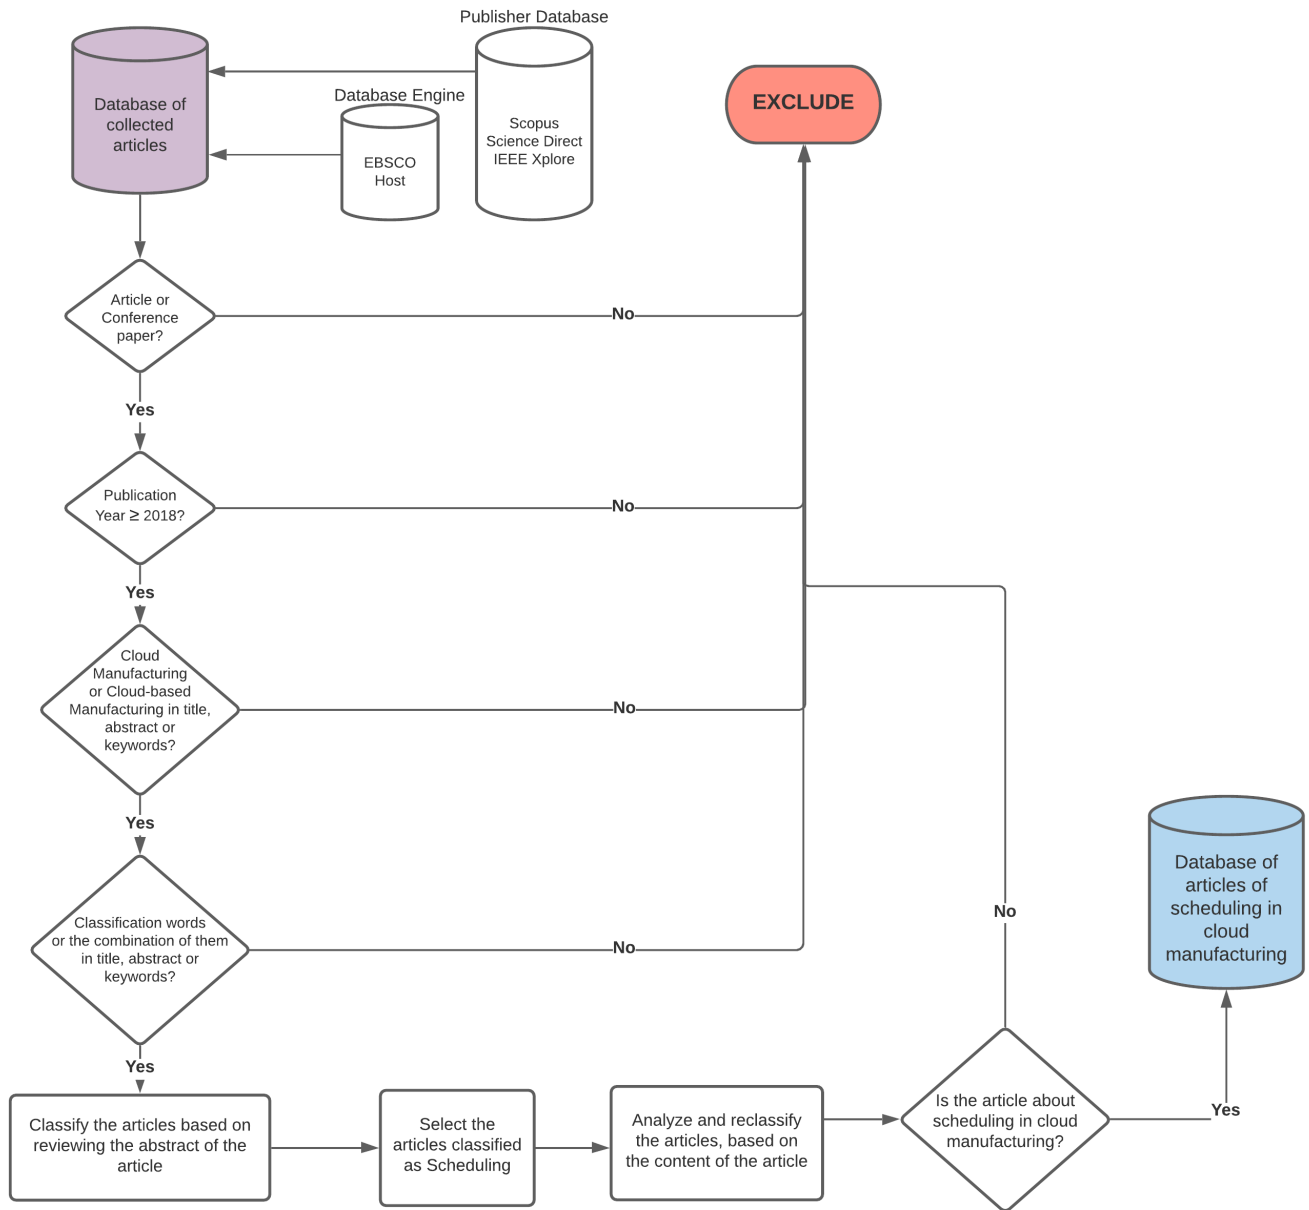 Publisher Database
Database of
collected
articles
Database Engine
EBSCO
Host
Scopus
Science Direct
IEEE Xplore
EXCLUDE
Article or
Conference
paper?
No
Yes
Publication
Year ≥ 2018?
No
Yes
Cloud
Manufacturing
or Cloud-based
Manufacturing in title,
abstract or
keywords?
No
Yes
Classification words
or the combination of them
in title, abstract or
keywords?
No
Yes
Classify the articles based on
reviewing the abstract of the
article
Select the
articles classified
as Scheduling
Analyze and reclassify
the articles, based on
the content of the article
Is the article about
scheduling in cloud
manufacturing?
No
Yes
Database of
articles of
scheduling in
cloud
manufacturing